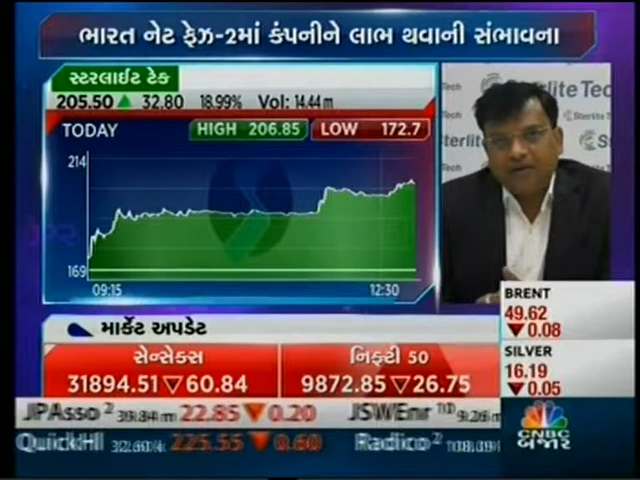 ભારત નેટ ફેઝ-2માં કંપનીને લાભ થવાની સંભાવના
સ્ટરલાઈટ ટેક
205.50 ▲ 32.80 18.99% Vol: 14.44 m
TODAY HIGH 206.85 LOW 172.7
214
169
09:15 12:30
Tech Sterlite Tech
Sterlite Tech
BRENT
49.62
▼0.08
SILVER
16.19
▼0.05
માર્કેટ અપડેટ
સેન્સેક્સ
31894.51▽60.84
નિફ્ટી 50
9872.85▽26.75
JPAsso 22.85▼0.20 JSWEnr
QuickHl 225.55▼0.60 Radico
CNBC
બજાર